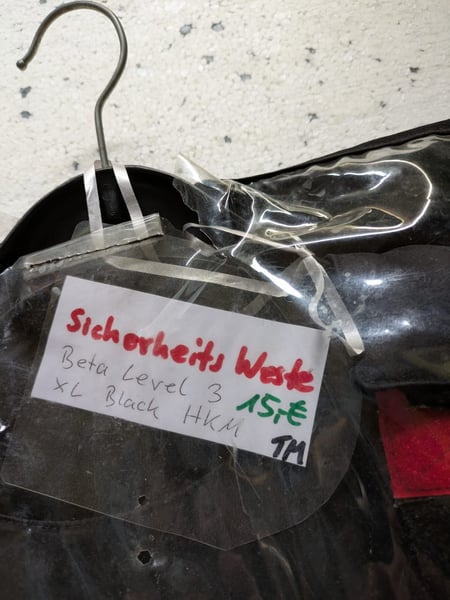 Sicherheits Weste
Beta Level 3
XL Black HKM
15,-€
TM